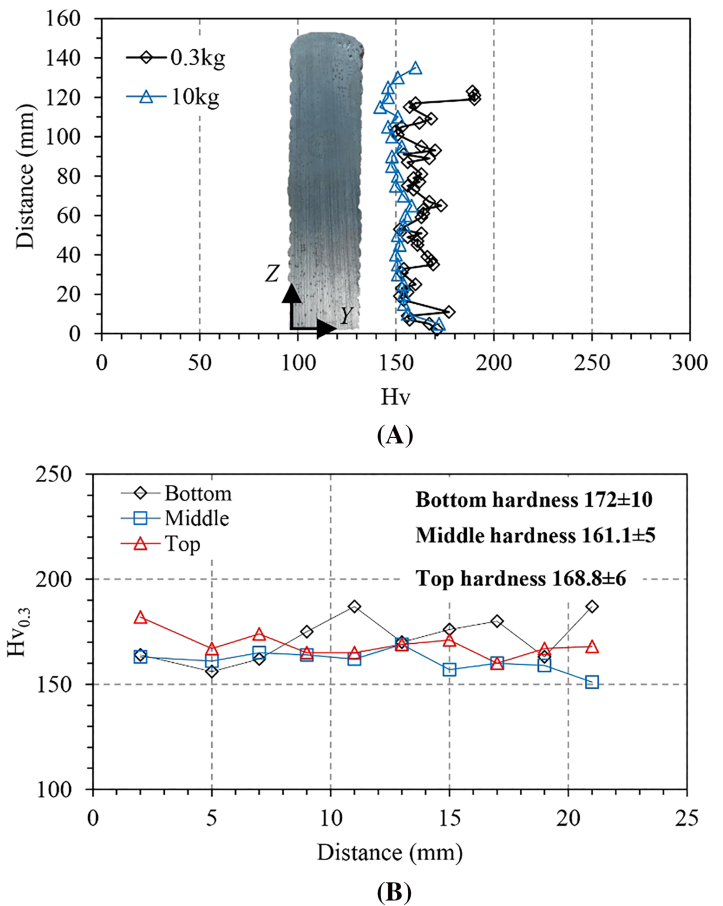 160
140
120
100
80
60
40
20
0
Distance (mm)
0.3kg
10kg
Z
Y
0 50 100 150 200 250 300
Hv
(A)
250
200
150
100
Hv0.3
Bottom
Middle
Top
Bottom hardness 172±10
Middle hardness 161.1±5
Top hardness 168.8±6
0 5 10 15 20 25
Distance (mm)
(B)